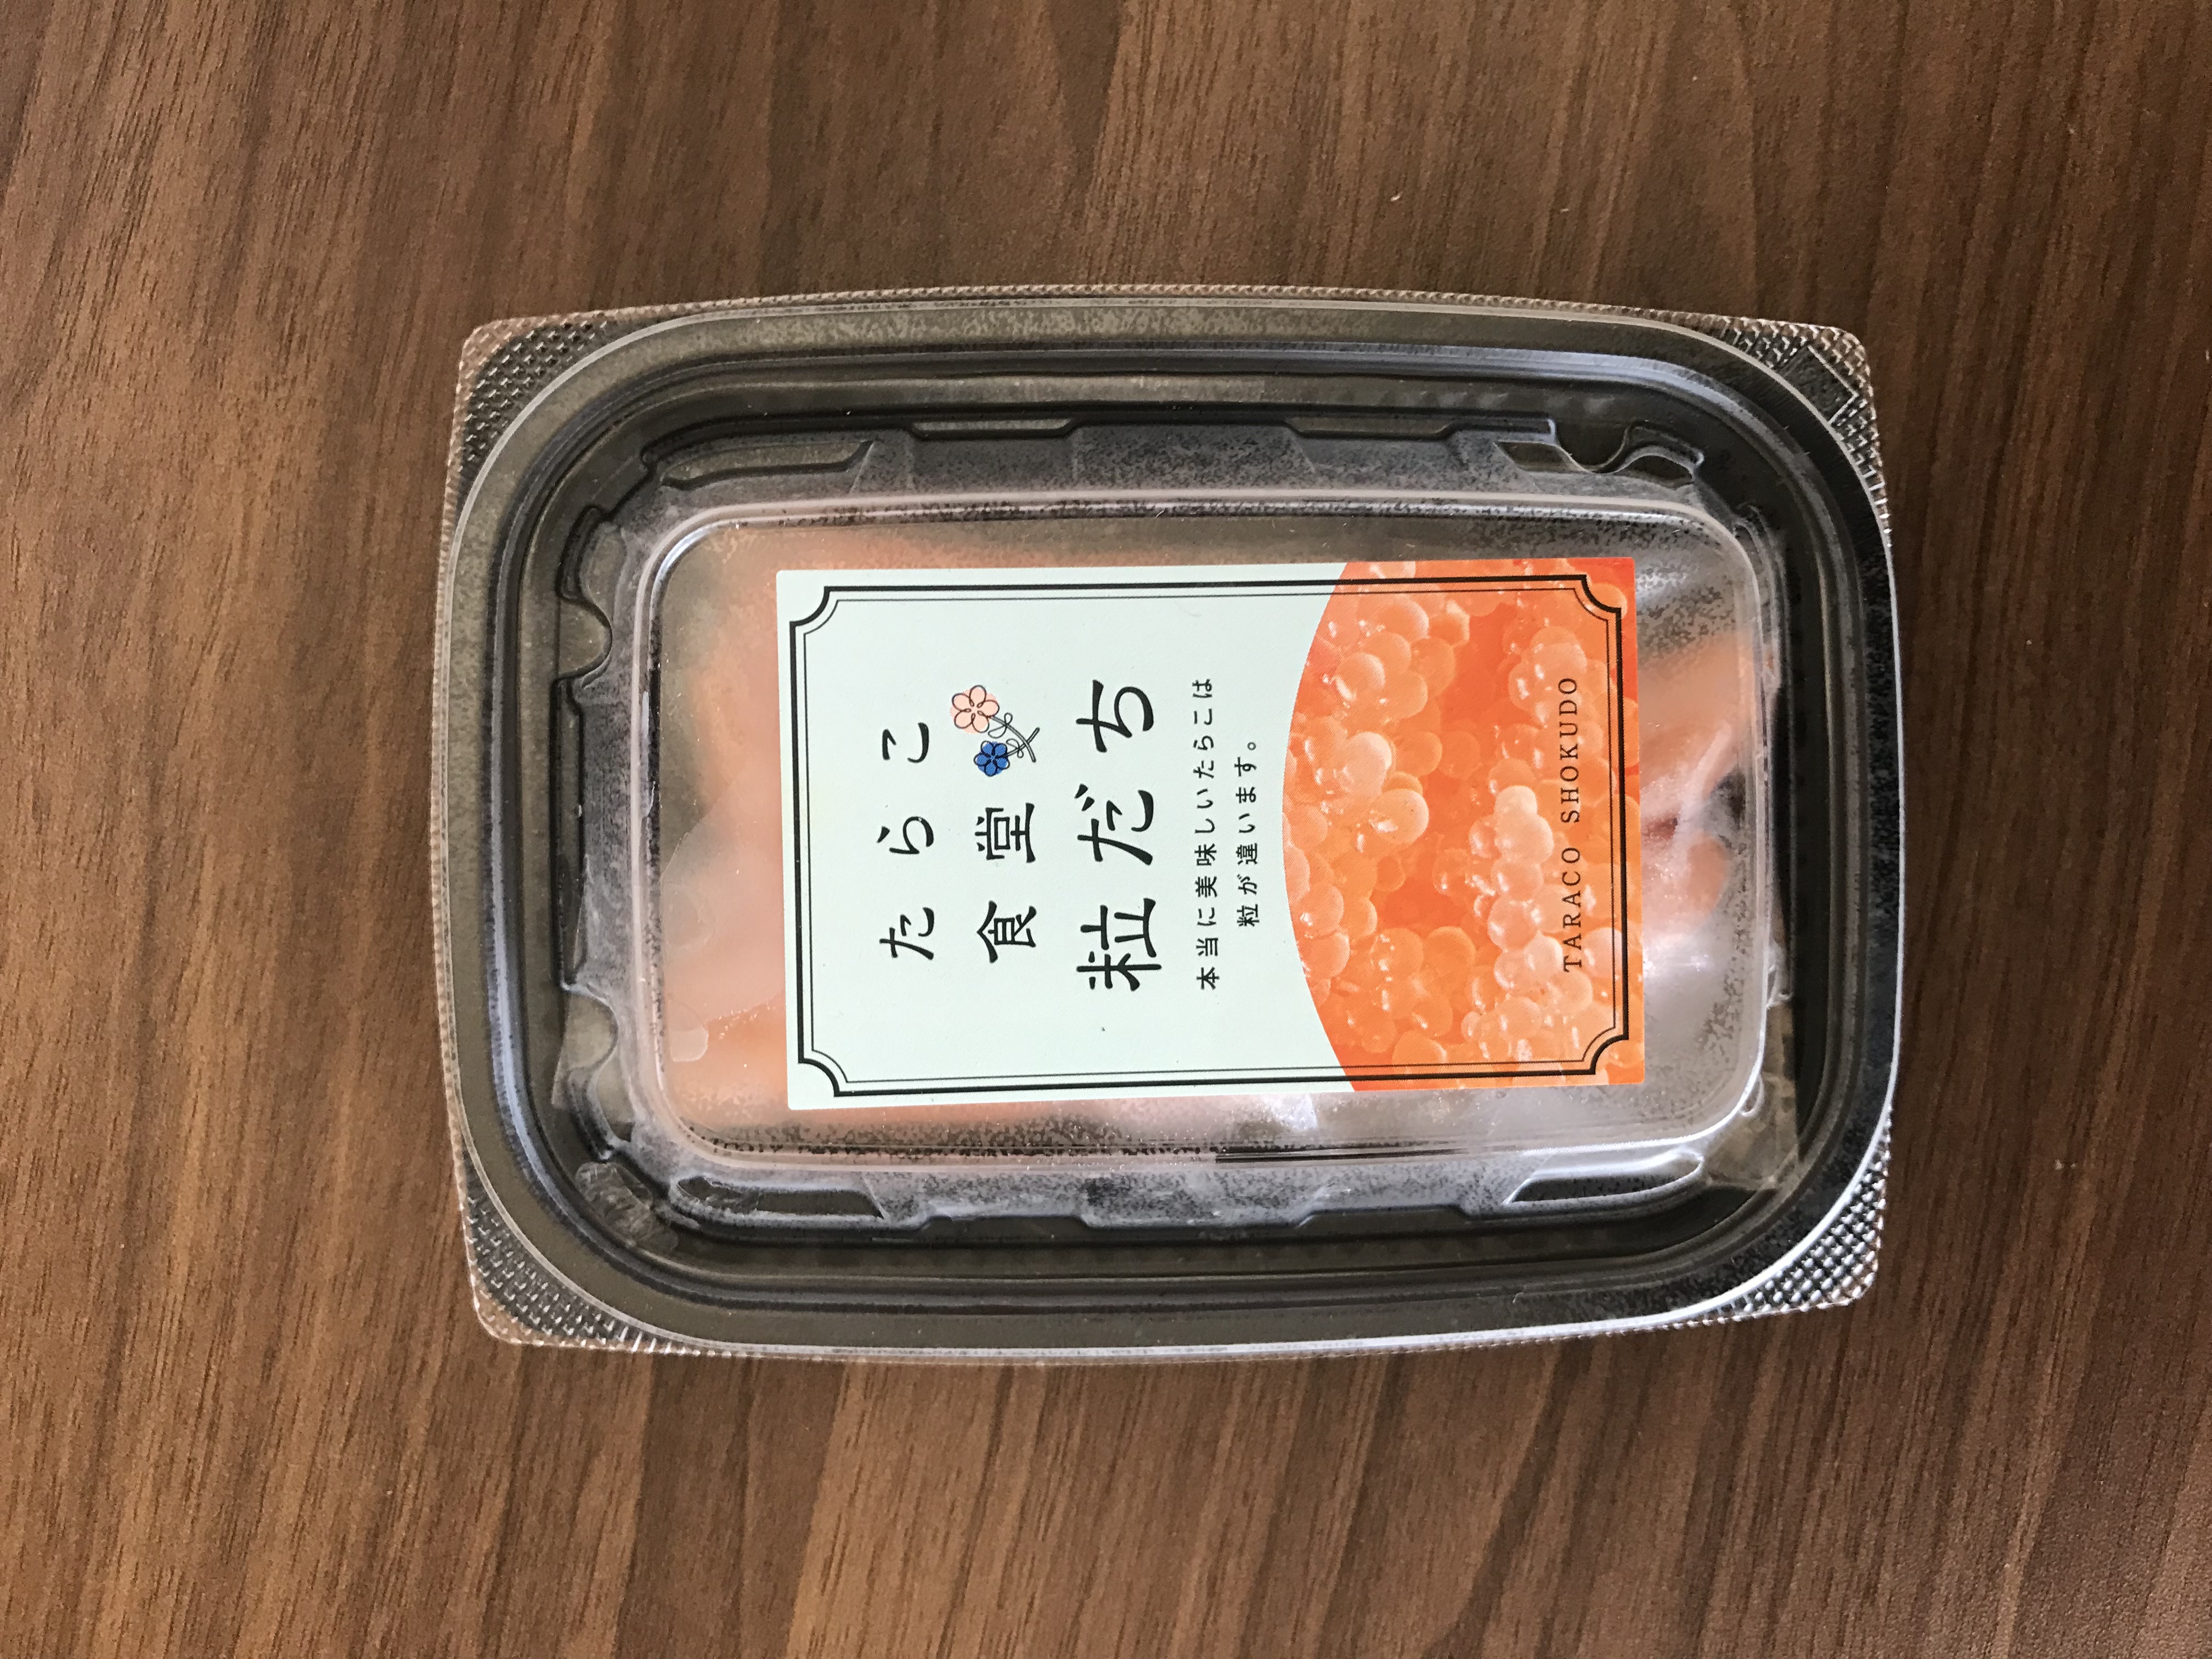 たらこ
食堂
粒だち
本当に美味しいたらこは
粒が違います。
TARACO SHOKUDO